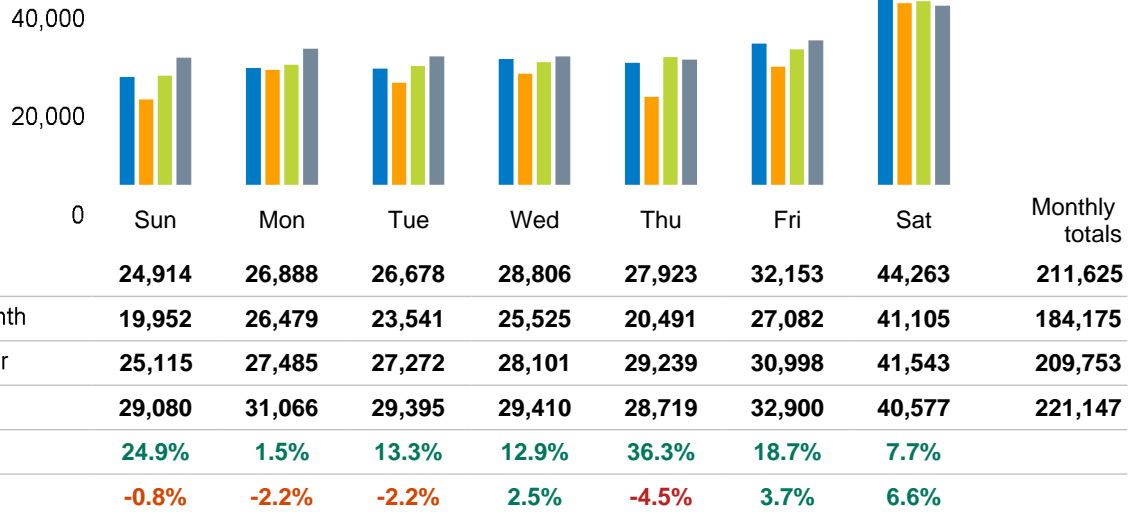 40,000
20,000
0
Sun Mon Tue Wed Thu Fri Sat Monthly totals
24,914 26,888 26,678 28,806 27,923 32,153 44,263 211,625
19,952 26,479 23,541 25,525 20,491 27,082 41,105 184,175
25,115 27,485 27,272 28,101 29,239 30,998 41,543 209,753
29,080 31,066 29,395 29,410 28,719 32,900 40,577 221,147
24.9% 1.5% 13.3% 12.9% 36.3% 18.7% 7.7%
-0.8% -2.2% -2.2% 2.5% -4.5% 3.7% 6.6%